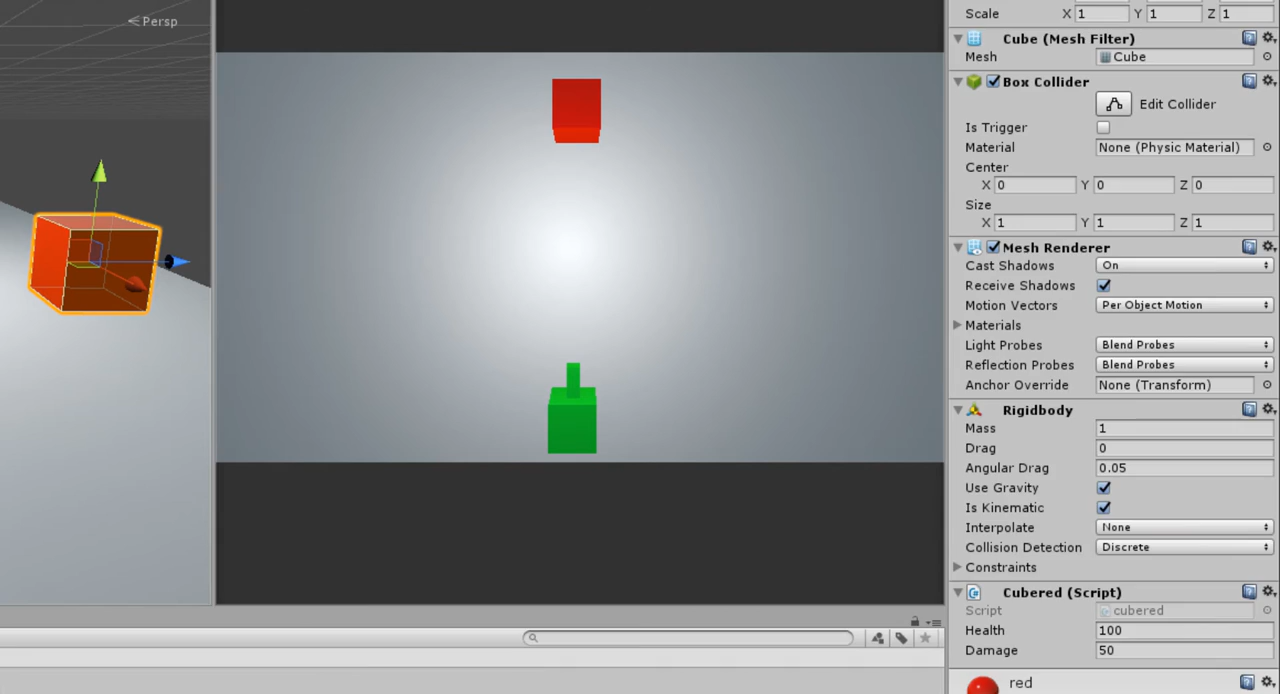 Persp
Scale X 1 Y 1 Z 1
Cube (Mesh Filter)
Mesh Cube
Box Collider
Edit Collider
Is Trigger
Material None (Physic Material)
Center
X 0 Y 0 Z 0
Size
X 1 Y 1 Z 1
Mesh Renderer
Cast Shadows On
Receive Shadows
Motion Vectors Per Object Motion
Materials
Light Probes Blend Probes
Reflection Probes Blend Probes
Anchor Override None (Transform)
Rigidbody
Mass 1
Drag 0
Angular Drag 0.05
Use Gravity
Is Kinematic
Interpolate None
Collision Detection Discrete
Constraints
Cubered (Script)
Script cubered
Health 100
Damage 50
red